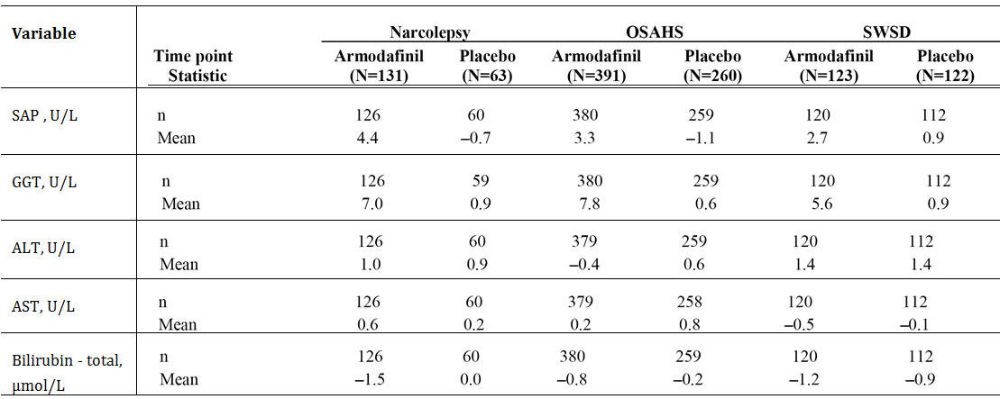 Variable Narcolepsy OSAHS SWSD
Time point Armodafinil Placebo Armodafinil Placebo Armodafinil Placebo
Statistic (N=131) (N=63) (N=391) (N=260) (N=123) (N=122)
SAP , U/L n 126 60 380 259 120 112
Mean 4.4 –0.7 3.3 –1.1 2.7 0.9
GGT, U/L n 126 59 380 259 120 112
Mean 7.0 0.9 7.8 0.6 5.6 0.9
ALT, U/L n 126 60 379 259 120 112
Mean 1.0 0.9 –0.4 0.6 1.4 1.4
AST, U/L n 126 60 379 258 120 112
Mean 0.6 0.2 0.2 0.8 –0.5 –0.1
Bilirubin - total, n 126 60 380 259 120 112
μmol/L Mean –1.5 0.0 –0.8 –0.2 –1.2 –0.9